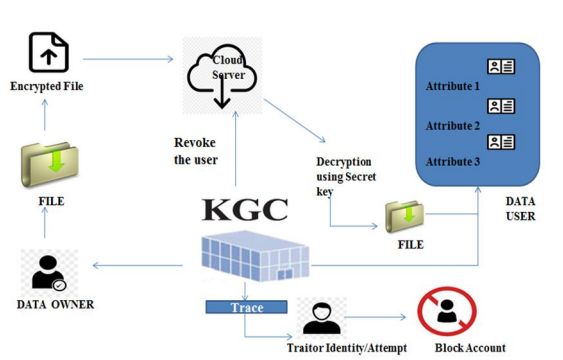 Cloud
Server
Encrypted File
Attribute 1
Attribute 2
Attribute 3
Revoke
the user
Decryption
using Secret
key
FILE
KGC
DATA
USER
FILE
DATA OWNER
Trace
Traitor Identity/Attempt
Block Account